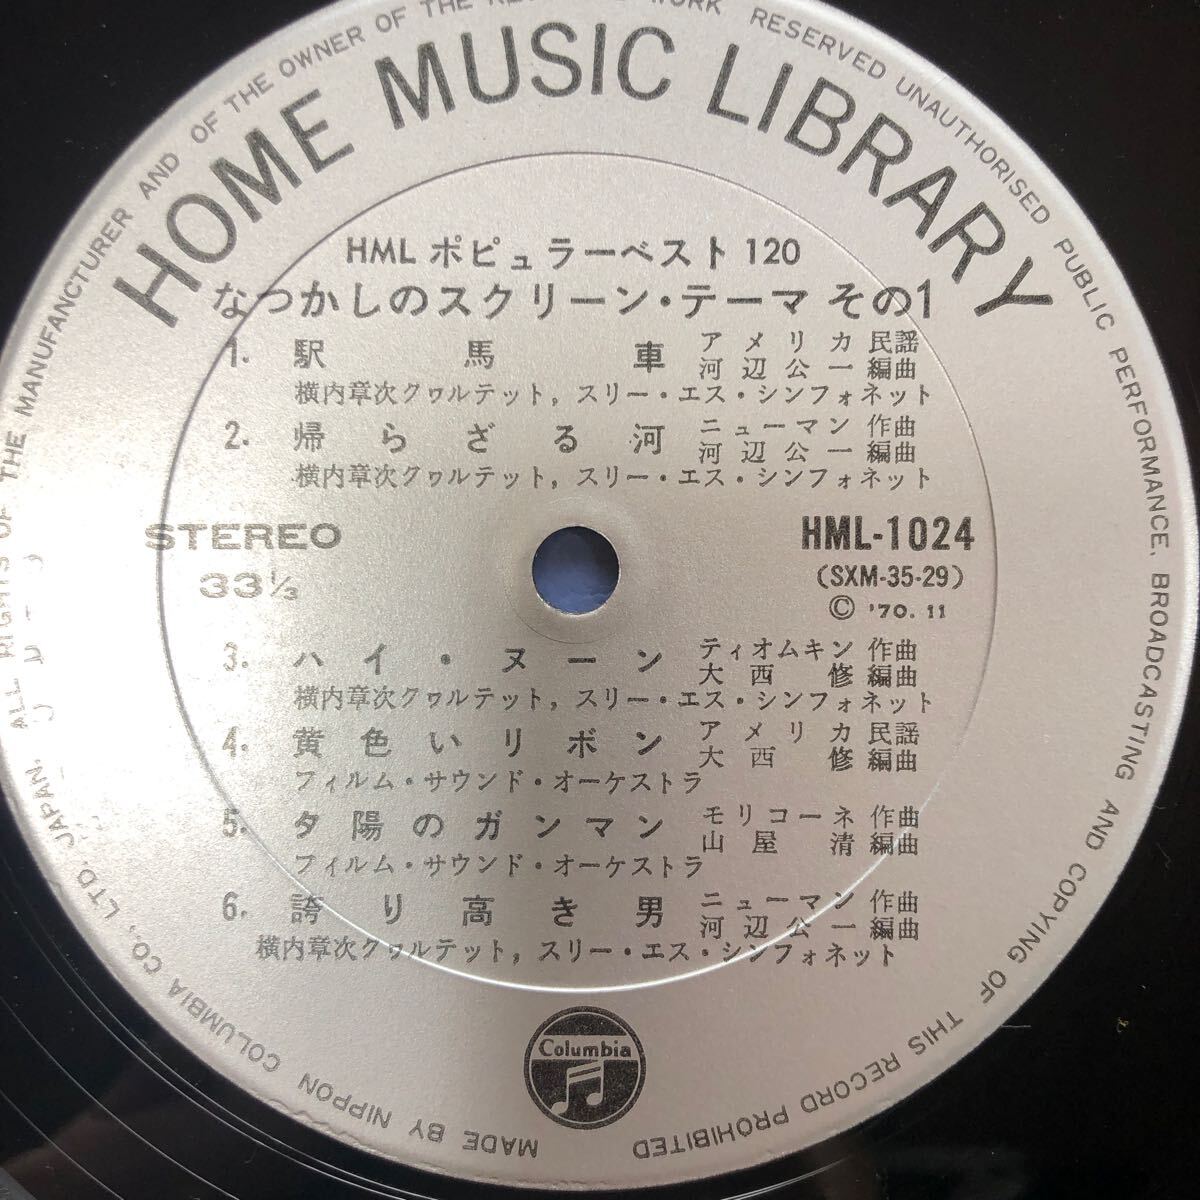 HOME MUSIC LIBRARY
HML ポピュラーベスト 120
なつかしのスクリーン・テーマ その1
1. 駅馬車 アメリカ民謡
河辺公一編曲
横内章次クヮルテット, スリー・エス・シンフォネット
2. 帰らざる河 ニューマン作曲
河辺公一編曲
横内章次クヮルテット, スリー・エス・シンフォネット
STEREO
33⅓
HML-1024
(SXM-35-29)
© '70. 11
3. ハイ・ヌーン ティオムキン作曲
大西修編曲
横内章次クヮルテット, スリー・エス・シンフォネット
4. 黄色いリボン アメリカ民謡
大西修編曲
フィルム・サウンド・オーケストラ
5. 夕陽のガンマン モリコーネ作曲
山屋清編曲
フィルム・サウンド・オーケストラ
6. 誇り高き男 ニューマン作曲
河辺公一編曲
横内章次クヮルテット, スリー・エス・シンフォネット
Columbia
MADE BY NIPPON COLUMBIA CO., LTD. JAPAN. ALL RIGHTS OF THE MANUFANCTURER AND OF THE OWNER OF THE WORK RESERVED UNAUTHORISED PUBLIC PERFORMANCE, BROADCASTING AND COPYING OF THIS RECORD PROHIBITED